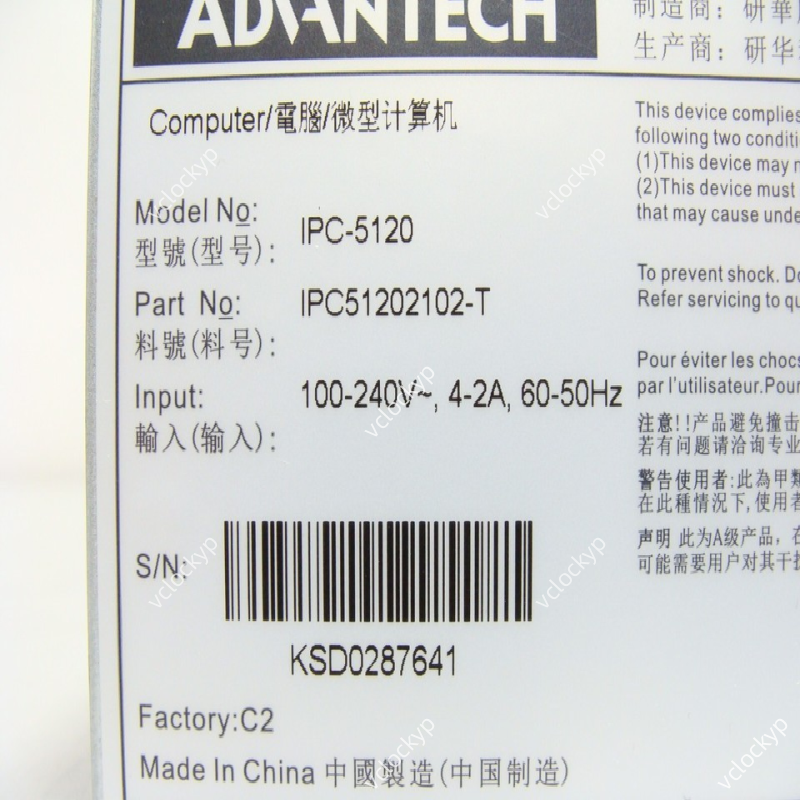 ADVANTECH
制造商: 研華
生产商: 研华
Computer/電腦/微型计算机
Model No: IPC-5120
型號(型号):
Part No: IPC51202102-T
料號(料号):
Input: 100-240V~, 4-2A, 60-50Hz
輸入(输入):
S/N:
KSD0287641
Factory:C2
Made In China 中國製造(中国制造)
This device complies
following two conditi
(1)This device may n
(2)This device must
that may cause unde
To prevent shock. Do
Refer servicing to qu
Pour éviter les chocs
par l'utilisateur.Pour
注意!!产品避免撞击
若有问题请洽询专业
警告使用者:此為甲類
在此種情況下,使用者
声明 此为A级产品, 在
可能需要用户对其干扰
vclockyp